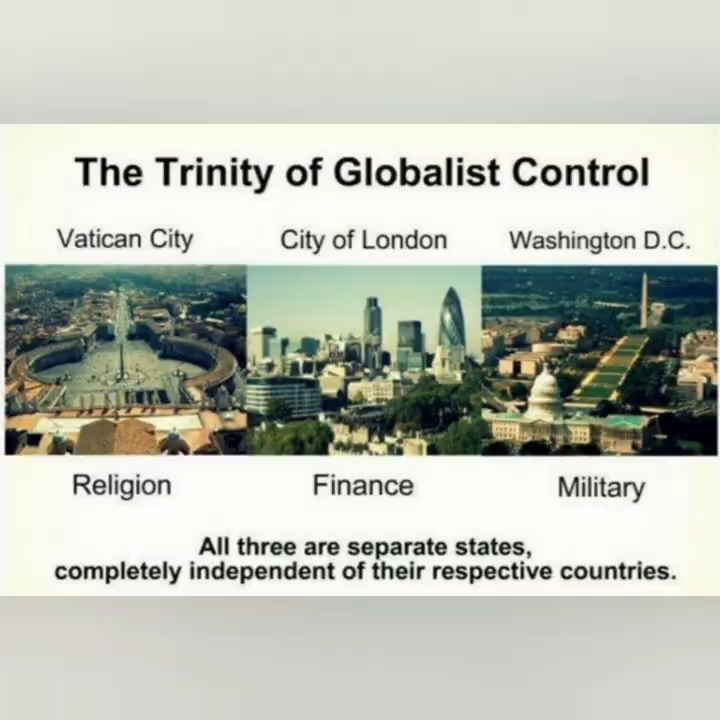 The Trinity of Globalist Control
Vatican City City of London Washington D.C.
Religion Finance Military
All three are separate states,
completely independent of their respective countries.